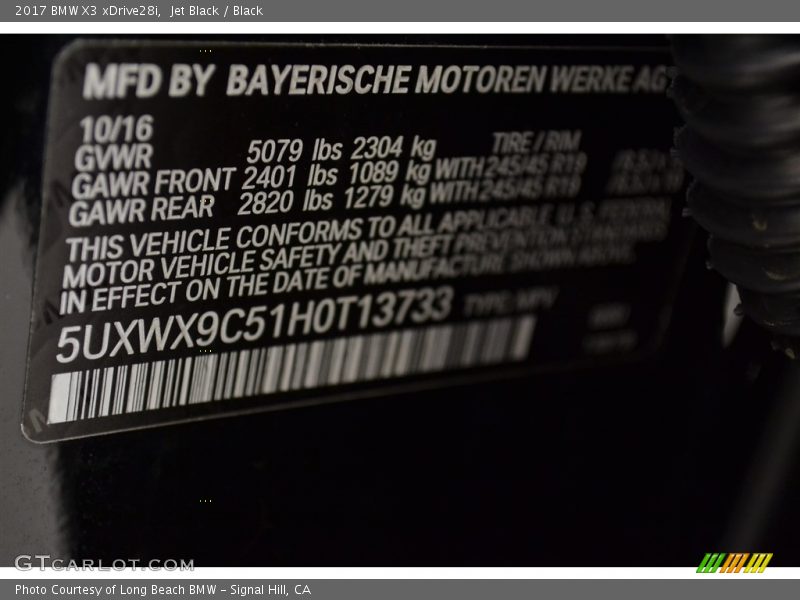 2017 BMW X3 xDrive28i, Jet Black / Black
MFD BY BAYERISCHE MOTOREN WERKE AG
10/16
GVWR 5079 lbs 2304 kg TIRE / RIM
GAWR FRONT 2401 lbs 1089 kg WITH 245/45 R19
GAWR REAR 2820 lbs 1279 kg WITH 245/45 R19
THIS VEHICLE CONFORMS TO ALL APPLICABLE U.S.
MOTOR VEHICLE SAFETY AND THEFT PREVENTION STANDARDS
IN EFFECT ON THE DATE OF MANUFACTURE SHOWN ABOVE.
5UXWX9C51H0T13733 TYPE: MPV
GTCARLOT.COM
Photo Courtesy of Long Beach BMW – Signal Hill, CA